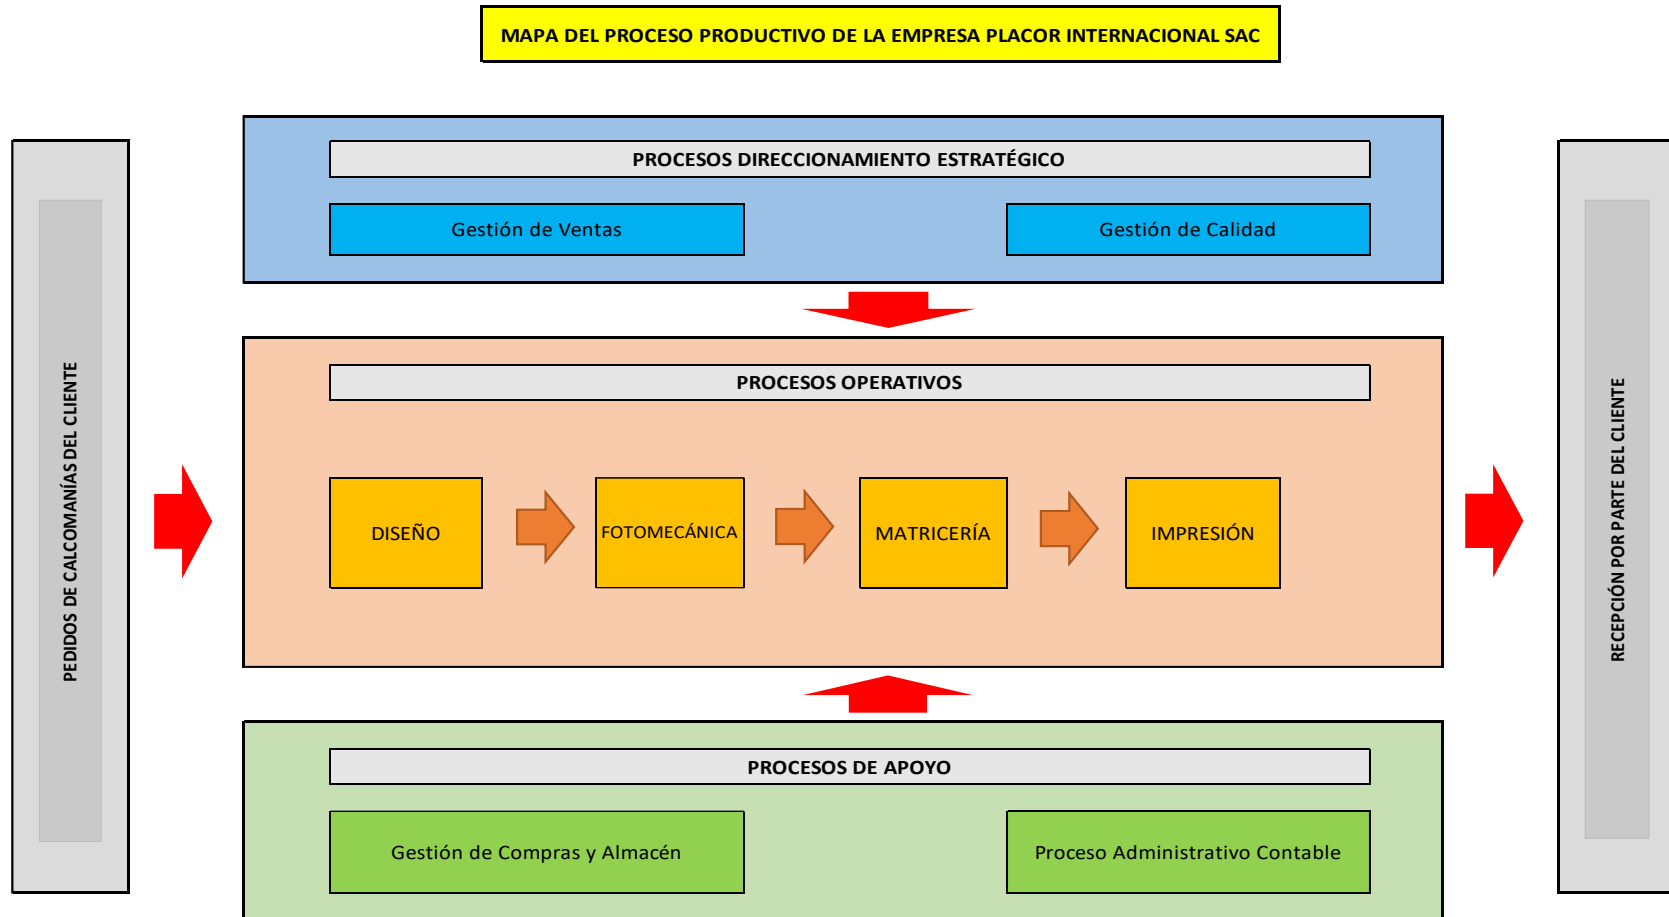 MAPA DEL PROCESO PRODUCTIVO DE LA EMPRESA PLACOR INTERNACIONAL SAC
PEDIDOS DE CALCOMANÍAS DEL CLIENTE
PROCESOS DIRECCIONAMIENTO ESTRATÉGICO
Gestión de Ventas
Gestión de Calidad
PROCESOS OPERATIVOS
DISEÑO
FOTOMECÁNICA
MATRICERÍA
IMPRESIÓN
PROCESOS DE APOYO
Gestión de Compras y Almacén
Proceso Administrativo Contable
RECEPCIÓN POR PARTE DEL CLIENTE